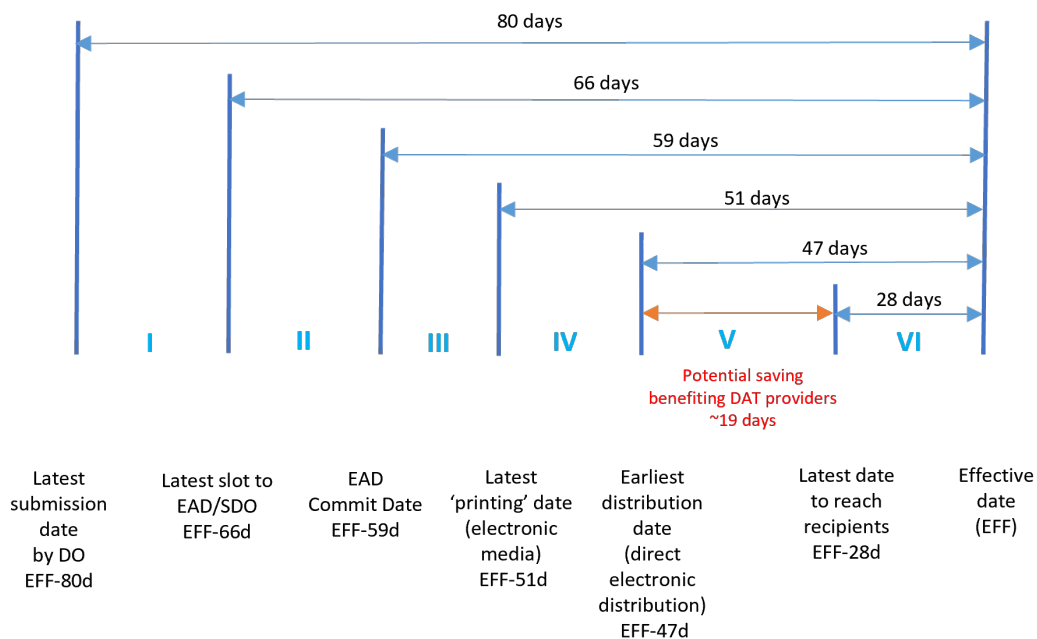 80 days
66 days
59 days
51 days
47 days
28 days
I
II
III
IV
V
VI
Potential saving
benefiting DAT providers
~19 days
Latest
submission
date
by DO
EFF-80d
Latest slot to
EAD/SDO
EFF-66d
EAD
Commit Date
EFF-59d
Latest
‘printing’ date
(electronic
media)
EFF-51d
Earliest
distribution
date
(direct
electronic
distribution)
EFF-47d
Latest date
to reach
recipients
EFF-28d
Effective
date
(EFF)